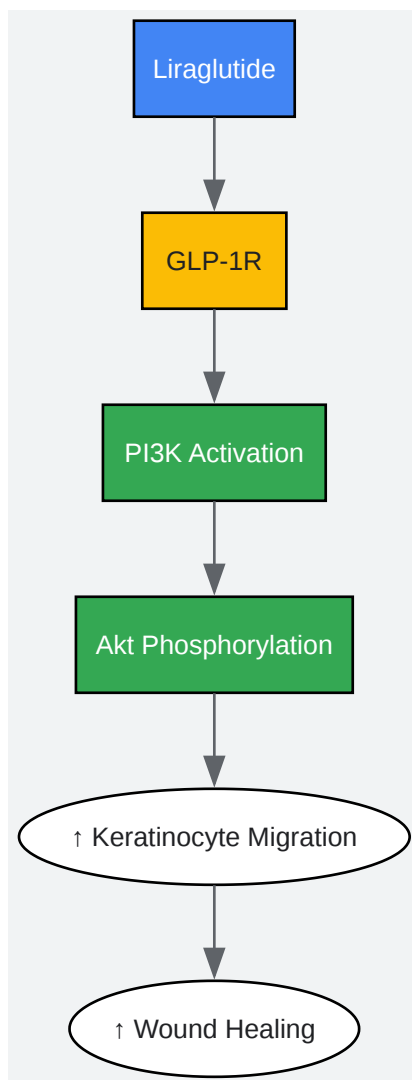 Liraglutide
GLP-1R
PI3K Activation
Akt Phosphorylation
↑ Keratinocyte Migration
↑ Wound Healing